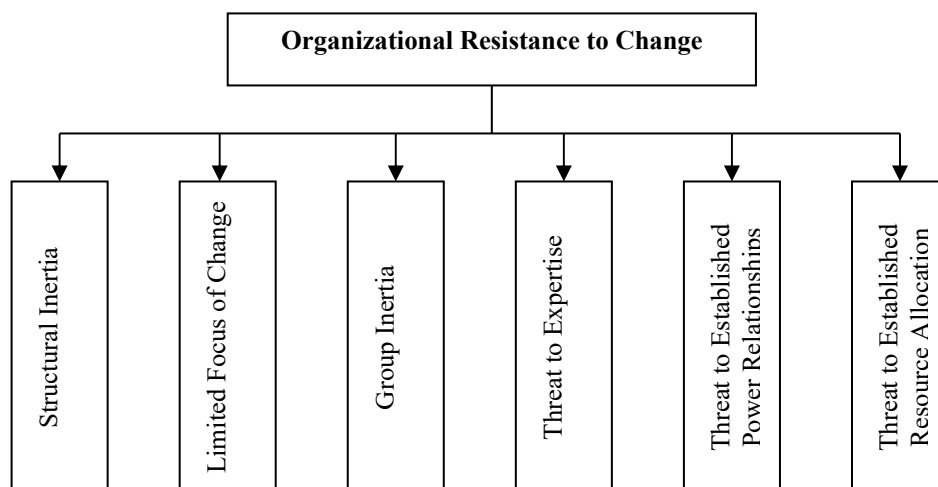 Organizational Resistance to Change
Structural Inertia
Limited Focus of Change
Group Inertia
Threat to Expertise
Threat to Established
Power Relationships
Threat to Established
Resource Allocation